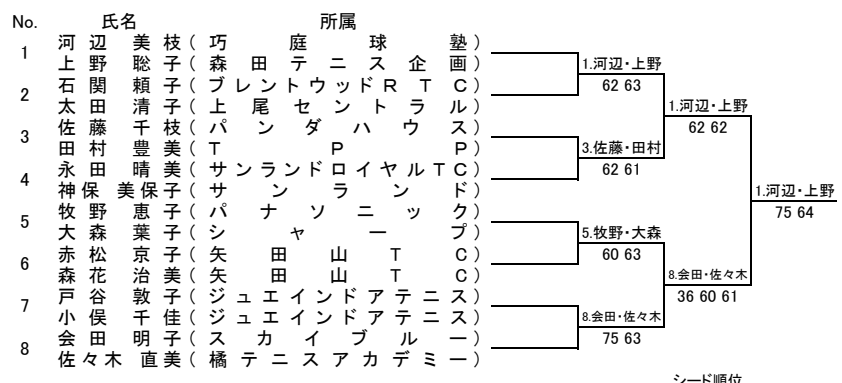 No. 氏名 所属
1 河辺 美枝(巧庭球塾)
上野 聡子(森田テニス企画)
2 石関 頼子(ブレントウッドRTC)
太田 清子(上尾セントラル)
3 佐藤 千枝(パンダハウス)
田村 豊美(TPP)
4 永田 晴美(サンランドロイヤルTC)
神保 美保子(サンランド)
5 牧野 恵子(パナソニック)
大森 葉子(シャープ)
6 赤松 京子(矢田山TC)
森花 治美(矢田山TC)
7 戸谷 敦子(ジュエインドアテニス)
小俣 千佳(ジュエインドアテニス)
8 会田 明子(スカイブルー)
佐々木 直美(橘テニスアカデミー)
1.河辺・上野
62 63
3.佐藤・田村
62 61
5.牧野・大森
60 63
8.会田・佐々木
75 63
1.河辺・上野
62 62
8.会田・佐々木
36 60 61
1.河辺・上野
75 64
シード順位